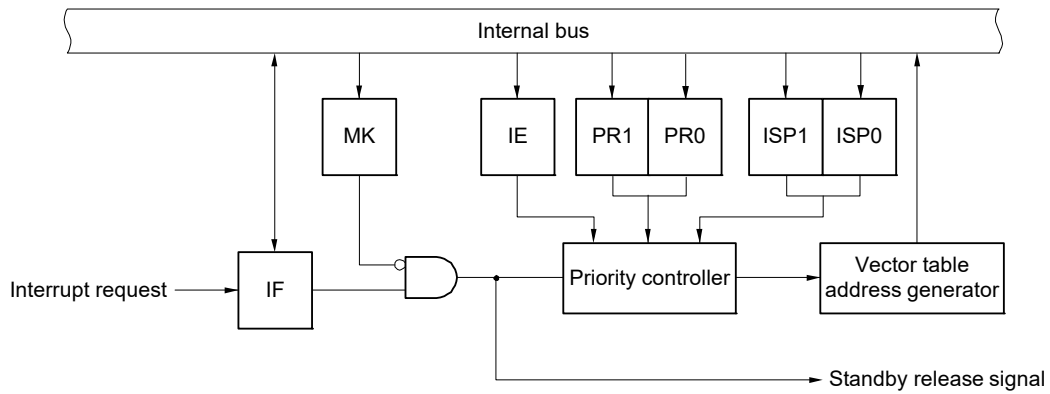 Internal bus
MK
IE
PR1
PR0
ISP1
ISP0
Interrupt request
IF
Priority controller
Vector table
address generator
Standby release signal